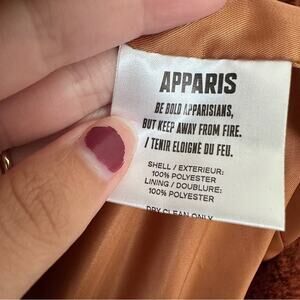 APPARIS
BE BOLD APPARISIANS,
BUT KEEP AWAY FROM FIRE.
/ TENIR ELOIGNÉ DU FEU.
SHELL / EXTERIEUR:
100% POLYESTER
LINING / DOUBLURE:
100% POLYESTER
DRY CLEAN ONLY